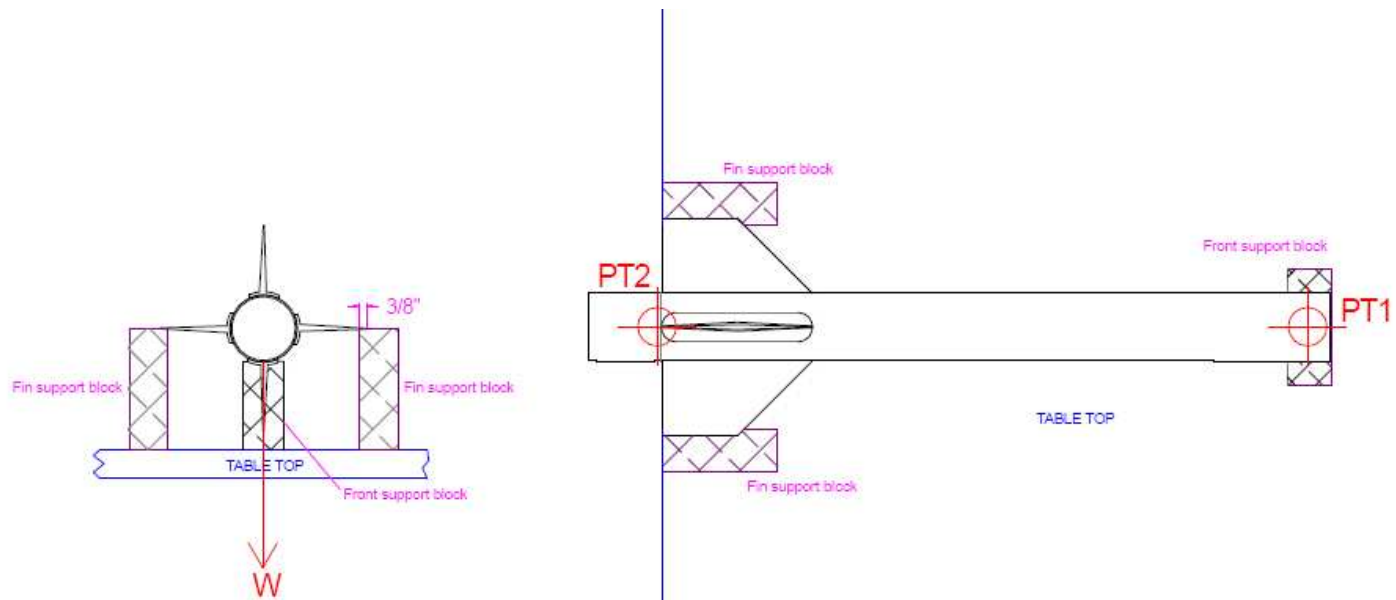 Fin support block
Front support block
PT2
PT1
3/8"
Fin support block
Fin support block
TABLE TOP
TABLE TOP
Front support block
Fin support block
W